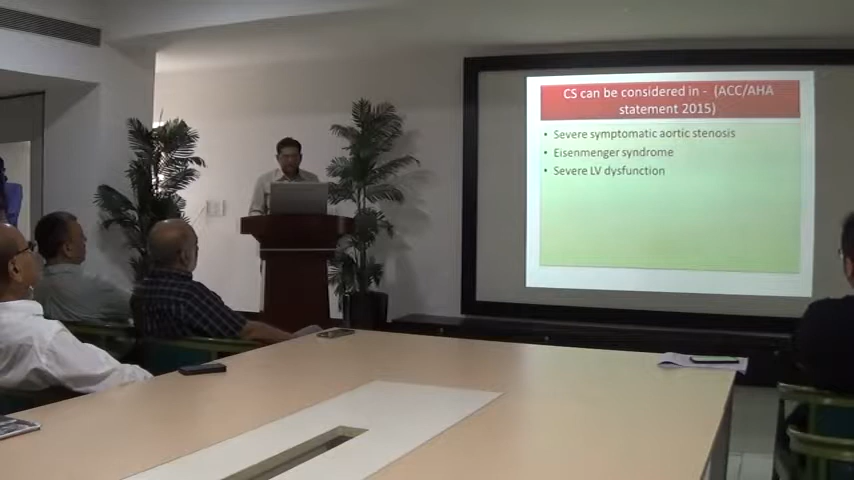 CS can be considered in - (ACC/AHA
statement 2015)
• Severe symptomatic aortic stenosis
• Eisenmenger syndrome
• Severe LV dysfunction